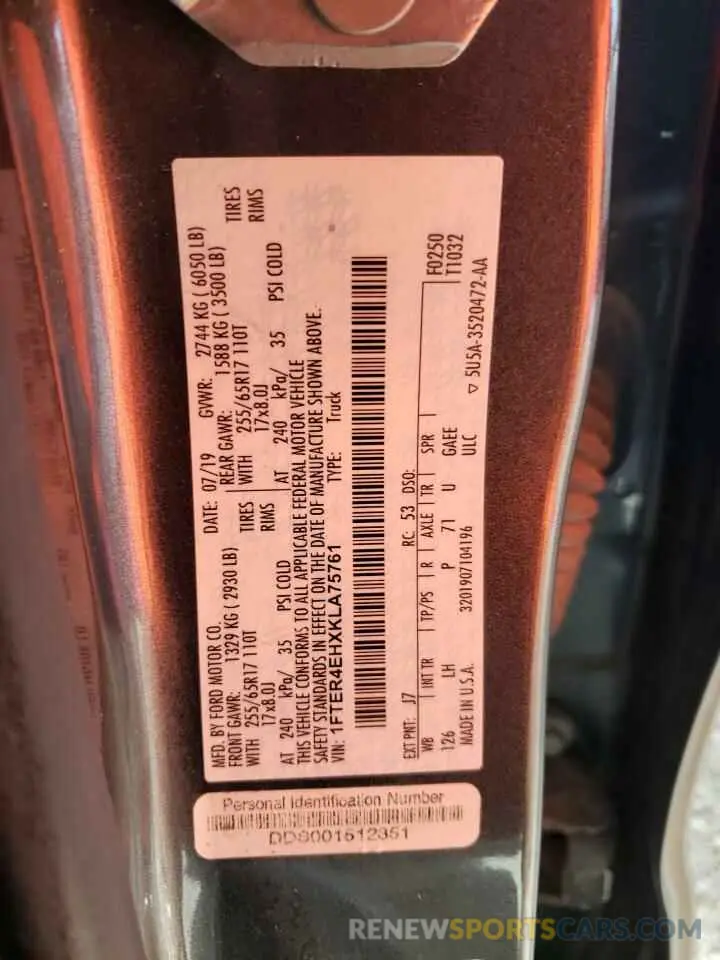 MFD. BY FORD MOTOR CO.
DATE: 07/19 GVWR: 2744 KG ( 6050 LB)
FRONT GAWR: 1329 KG ( 2930 LB)
REAR GAWR: 1588 KG ( 3500 LB)
WITH 255/65R17 110T TIRES
WITH 255/65R17 110T TIRES
17x8.0J RIMS
17x8.0J RIMS
AT 240 kPa/ 35 PSI COLD
AT 240 kPa/ 35 PSI COLD
THIS VEHICLE CONFORMS TO ALL APPLICABLE FEDERAL MOTOR VEHICLE
SAFETY STANDARDS IN EFFECT ON THE DATE OF MANUFACTURE SHOWN ABOVE.
VIN: 1FTER4EHXKLA75761 TYPE: Truck
EXT PNT: J7 RC: 53 DSO: F0250
T1032
WB INT TR TP/PS R AXLE TR SPR
126 LH P 71 U GAEE
ULC
MADE IN U.S.A. 3201907104196
▽ 5U5A-3520472-AA
Personal Identification Number
DD8001512351
RENEWSPORTSCARS.COM